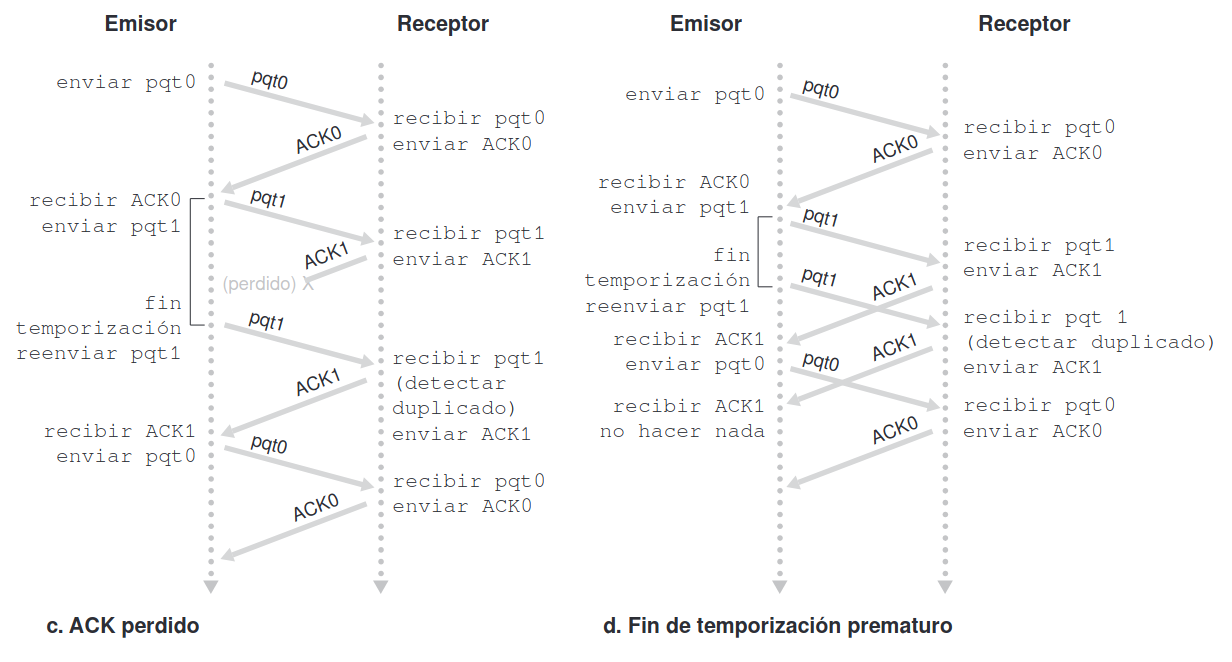 Emisor
Receptor
enviar pqt0
pqt0
recibir pqt0
enviar ACK0
ACK0
recibir ACK0
enviar pqt1
pqt1
recibir pqt1
enviar ACK1
ACK1
(perdido) X
fin
temporización
reenviar pqt1
pqt1
recibir pqt1
(detectar
duplicado)
enviar ACK1
ACK1
recibir ACK1
enviar pqt0
pqt0
recibir pqt0
enviar ACK0
ACK0
c. ACK perdido
Emisor
Receptor
enviar pqt0
pqt0
recibir pqt0
enviar ACK0
ACK0
recibir ACK0
enviar pqt1
pqt1
recibir pqt1
enviar ACK1
fin
temporización
reenviar pqt1
pqt1
ACK1
recibir pqt 1
(detectar duplicado)
enviar ACK1
recibir ACK1
enviar pqt0
pqt0
ACK1
recibir pqt0
enviar ACK0
recibir ACK1
no hacer nada
ACK0
d. Fin de temporización prematuro